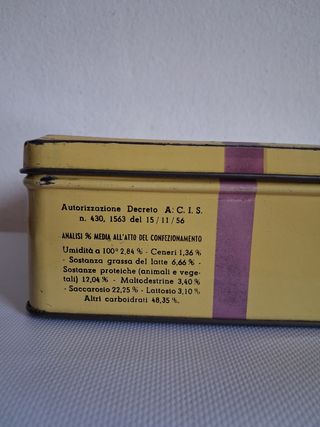 Autorizzazione Decreto A. C. I. S.
n. 430, 1563 del 15/11/56
ANALISI % MEDIA ALL'ATTO DEL CONFEZIONAMENTO
Umidità a 100° 2,84 % - Ceneri 1,36 %
- Sostanza grassa del latte 6,66 % -
Sostanze proteiche (animali e vege-
tali) 12,04 % - Maltodestrine 3,40 %
- Saccarosio 22,25 % - Lattosio 3,10 %
Altri carboidrati 48,35 %.